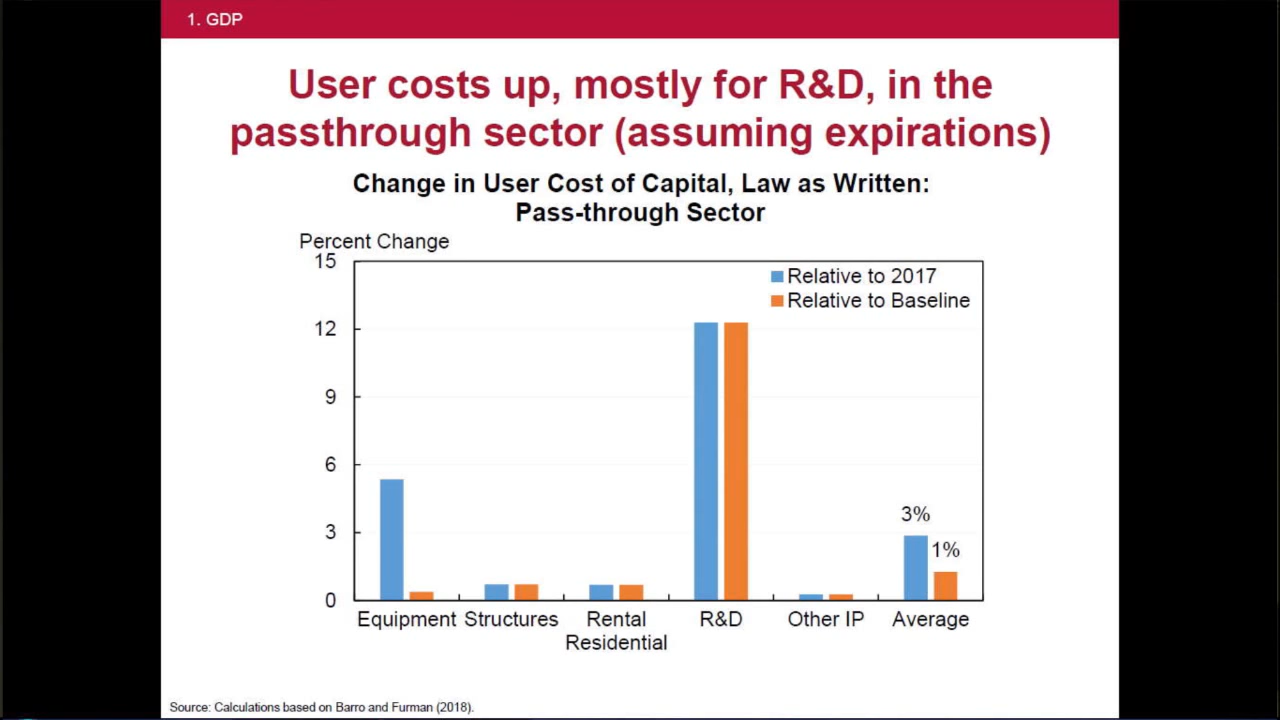 1. GDP
User costs up, mostly for R&D, in the
passthrough sector (assuming expirations)
Change in User Cost of Capital, Law as Written:
Pass-through Sector
Percent Change
15
12
9
6
3
0
Relative to 2017
Relative to Baseline
3%
1%
Equipment Structures Rental R&D Other IP Average
Residential
Source: Calculations based on Barro and Furman (2018).